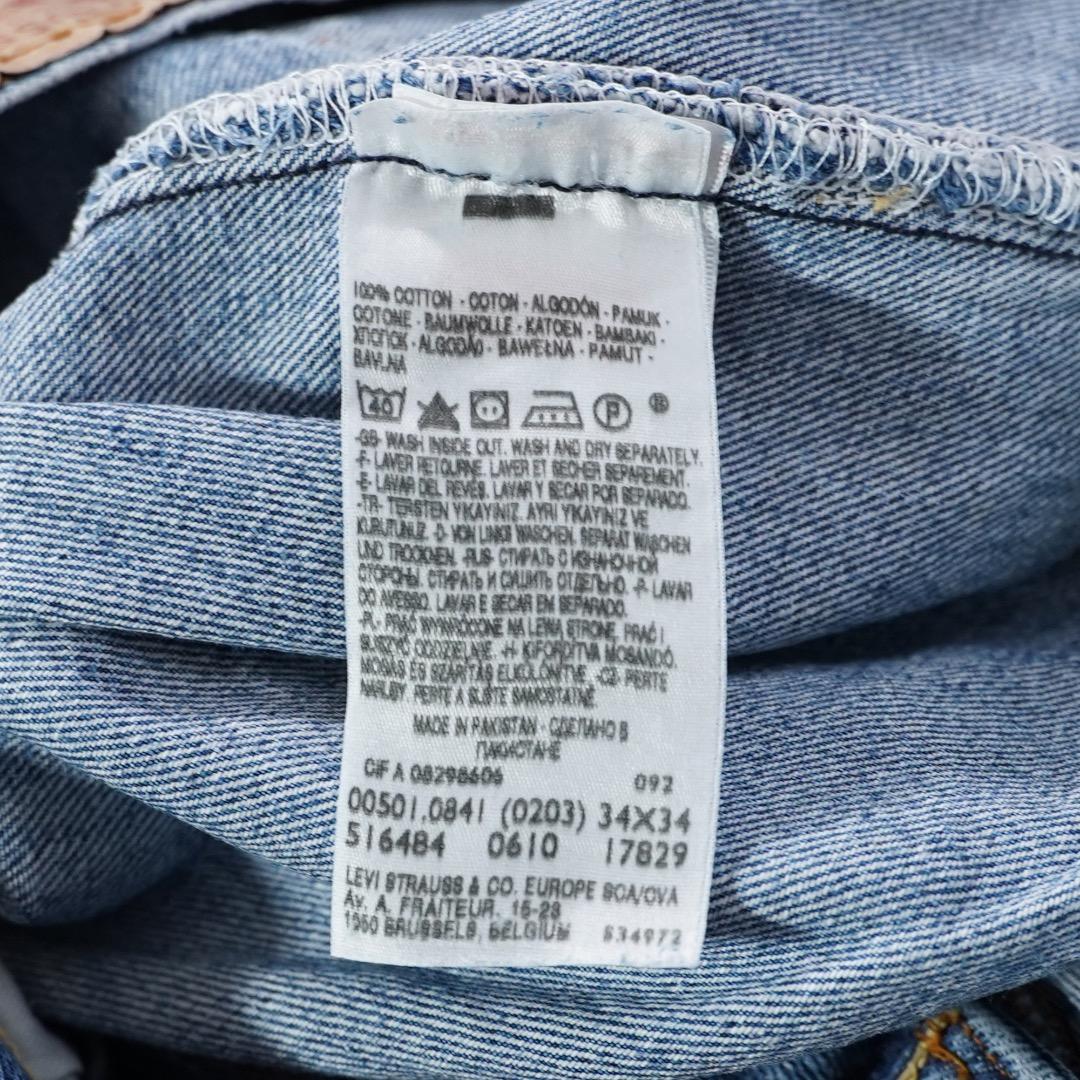 100% COTTON - COTON - ALGODÓN - PAMUK -
COTONE - BAUMWOLLE - KATOEN - BAMBAKI -
ХЛОПОК - ALGODÃO - BAWEŁNA - PAMUT -
BAVLNA
40 P ®
-GB- WASH INSIDE OUT. WASH AND DRY SEPARATELY.
-F- LAVER RETOURNE. LAVER ET SECHER SEPAREMENT.
-E- LAVAR DEL REVÉS. LAVAR Y SECAR POR SEPARADO.
-TR- TERSTEN YIKAYINIZ. AYRI YIKAYINIZ VE
KURUTUNUZ. -D- VON LINKS WASCHEN. SEPARAT WASCHEN
UND TROCKNEN. -RUS- СТИРАТЬ С ИЗНАНОЧНОЙ
СТОРОНЫ. СТИРАТЬ И СУШИТЬ ОТДЕЛЬНО. -P- LAVAR
DO AVESSO. LAVAR E SECAR EM SEPARADO.
-PL- PRAĆ WYWRÓCONE NA LEWĄ STRONĘ. PRAĆ I
SUSZYĆ ODDZIELNIE. -H- KIFORDÍTVA MOSANDÓ.
MOSÁS ÉS SZÁRÍTÁS ELKÜLÖNÍTVE. -CZ- PERTE
NARUBY. PERTE A SUŠTE SAMOSTATNĚ
MADE IN PAKISTAN - СДЕЛАНО В
ПАКИСТАНЕ
CIF A 08298606 092
00501.0841 (0203) 34X34
516484 0610 17829
LEVI STRAUSS & CO. EUROPE SCA/CVA
Av. A. FRAITEUR, 15-23
1050 BRUSSELS, BELGIUM 534972